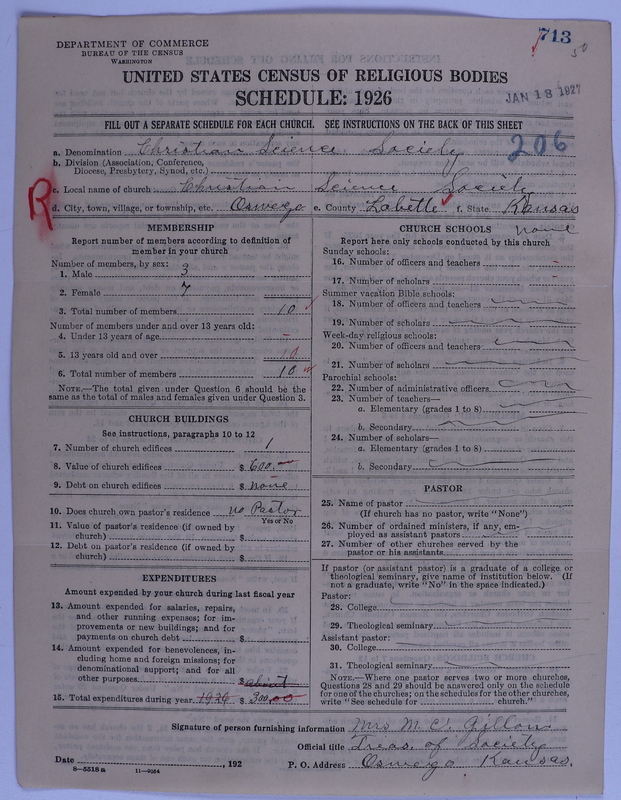 713
50
DEPARTMENT OF COMMERCE
BUREAU OF THE CENSUS
WASHINGTON
UNITED STATES CENSUS OF RELIGIOUS BODIES
SCHEDULE: 1926
JAN 18 1927
FILL OUT A SEPARATE SCHEDULE FOR EACH CHURCH. SEE INSTRUCTIONS ON THE BACK OF THIS SHEET
206
a. Denomination Christian Science Society
b. Division (Association, Conference,
Diocese, Presbytery, Synod, etc.)
R
c. Local name of church Christian Science Society
d. City, town, village, or township, etc. Oswego e. County Labette f. State Kansas
MEMBERSHIP
Report number of members according to definition of
member in your church
Number of members, by sex:
1. Male 3
2. Female 7
3. Total number of members 10
Number of members under and over 13 years old:
4. Under 13 years of age –
5. 13 years old and over 10
6. Total number of members 10
NOTE.—The total given under Question 6 should be
same as the total of males and females given under Question 3.
CHURCH BUILDINGS
See instructions, paragraphs 10 to 12
7. Number of church edifices 1
8. Value of church edifices $ 600.
9. Debt on church edifices $ none
10. Does church own pastor's residence no Pastor
Yes or No
11. Value of pastor's residence (if owned by
church) $
12. Debt on pastor's residence (if owned by
church) $
EXPENDITURES
Amount expended by your church during last fiscal year
13. Amount expended for salaries, repairs,
and other running expenses; for im-
provements or new buildings; and for
payments on church debt $
14. Amount expended for benevolences, in-
cluding home and foreign missions; for
denominational support; and for all
other purposes $ about
15. Total expenditures during year 1926 $ 300.00
CHURCH SCHOOLS
none
Report here only schools conducted by this church
Sunday schools:
16. Number of officers and teachers –
17. Number of scholars –
Summer vacation Bible schools:
18. Number of officers and teachers
19. Number of scholars
Week-day religious schools:
20. Number of officers and teachers
21. Number of scholars
Parochial schools:
22. Number of administrative officers
23. Number of teachers—
a. Elementary (grades 1 to 8)
b. Secondary
24. Number of scholars—
a. Elementary (grades 1 to 8)
b. Secondary
PASTOR
25. Name of pastor
(If church has no pastor, write "None")
26. Number of ordained ministers, if any, em-
ployed as assistant pastors
27. Number of other churches served by the
pastor or his assistants
If pastor (or assistant pastor) is a graduate of a college or
theological seminary, give name of institution below. (If
not a graduate, write "No" in the space indicated.)
Pastor:
28. College
29. Theological seminary
Assistant pastor:
30. College
31. Theological seminary
NOTE.—Where one pastor serves two or more churches,
Questions 28 and 29 should be answered only on the schedule
for one of the churches; on the schedules for the other churches,
write "See schedule for church."
Signature of person furnishing information Mrs M. C. Gillon
Official title Treas. of Society
Date , 192 P. O. Address Oswego Kansas.
8—5518a 11—9024